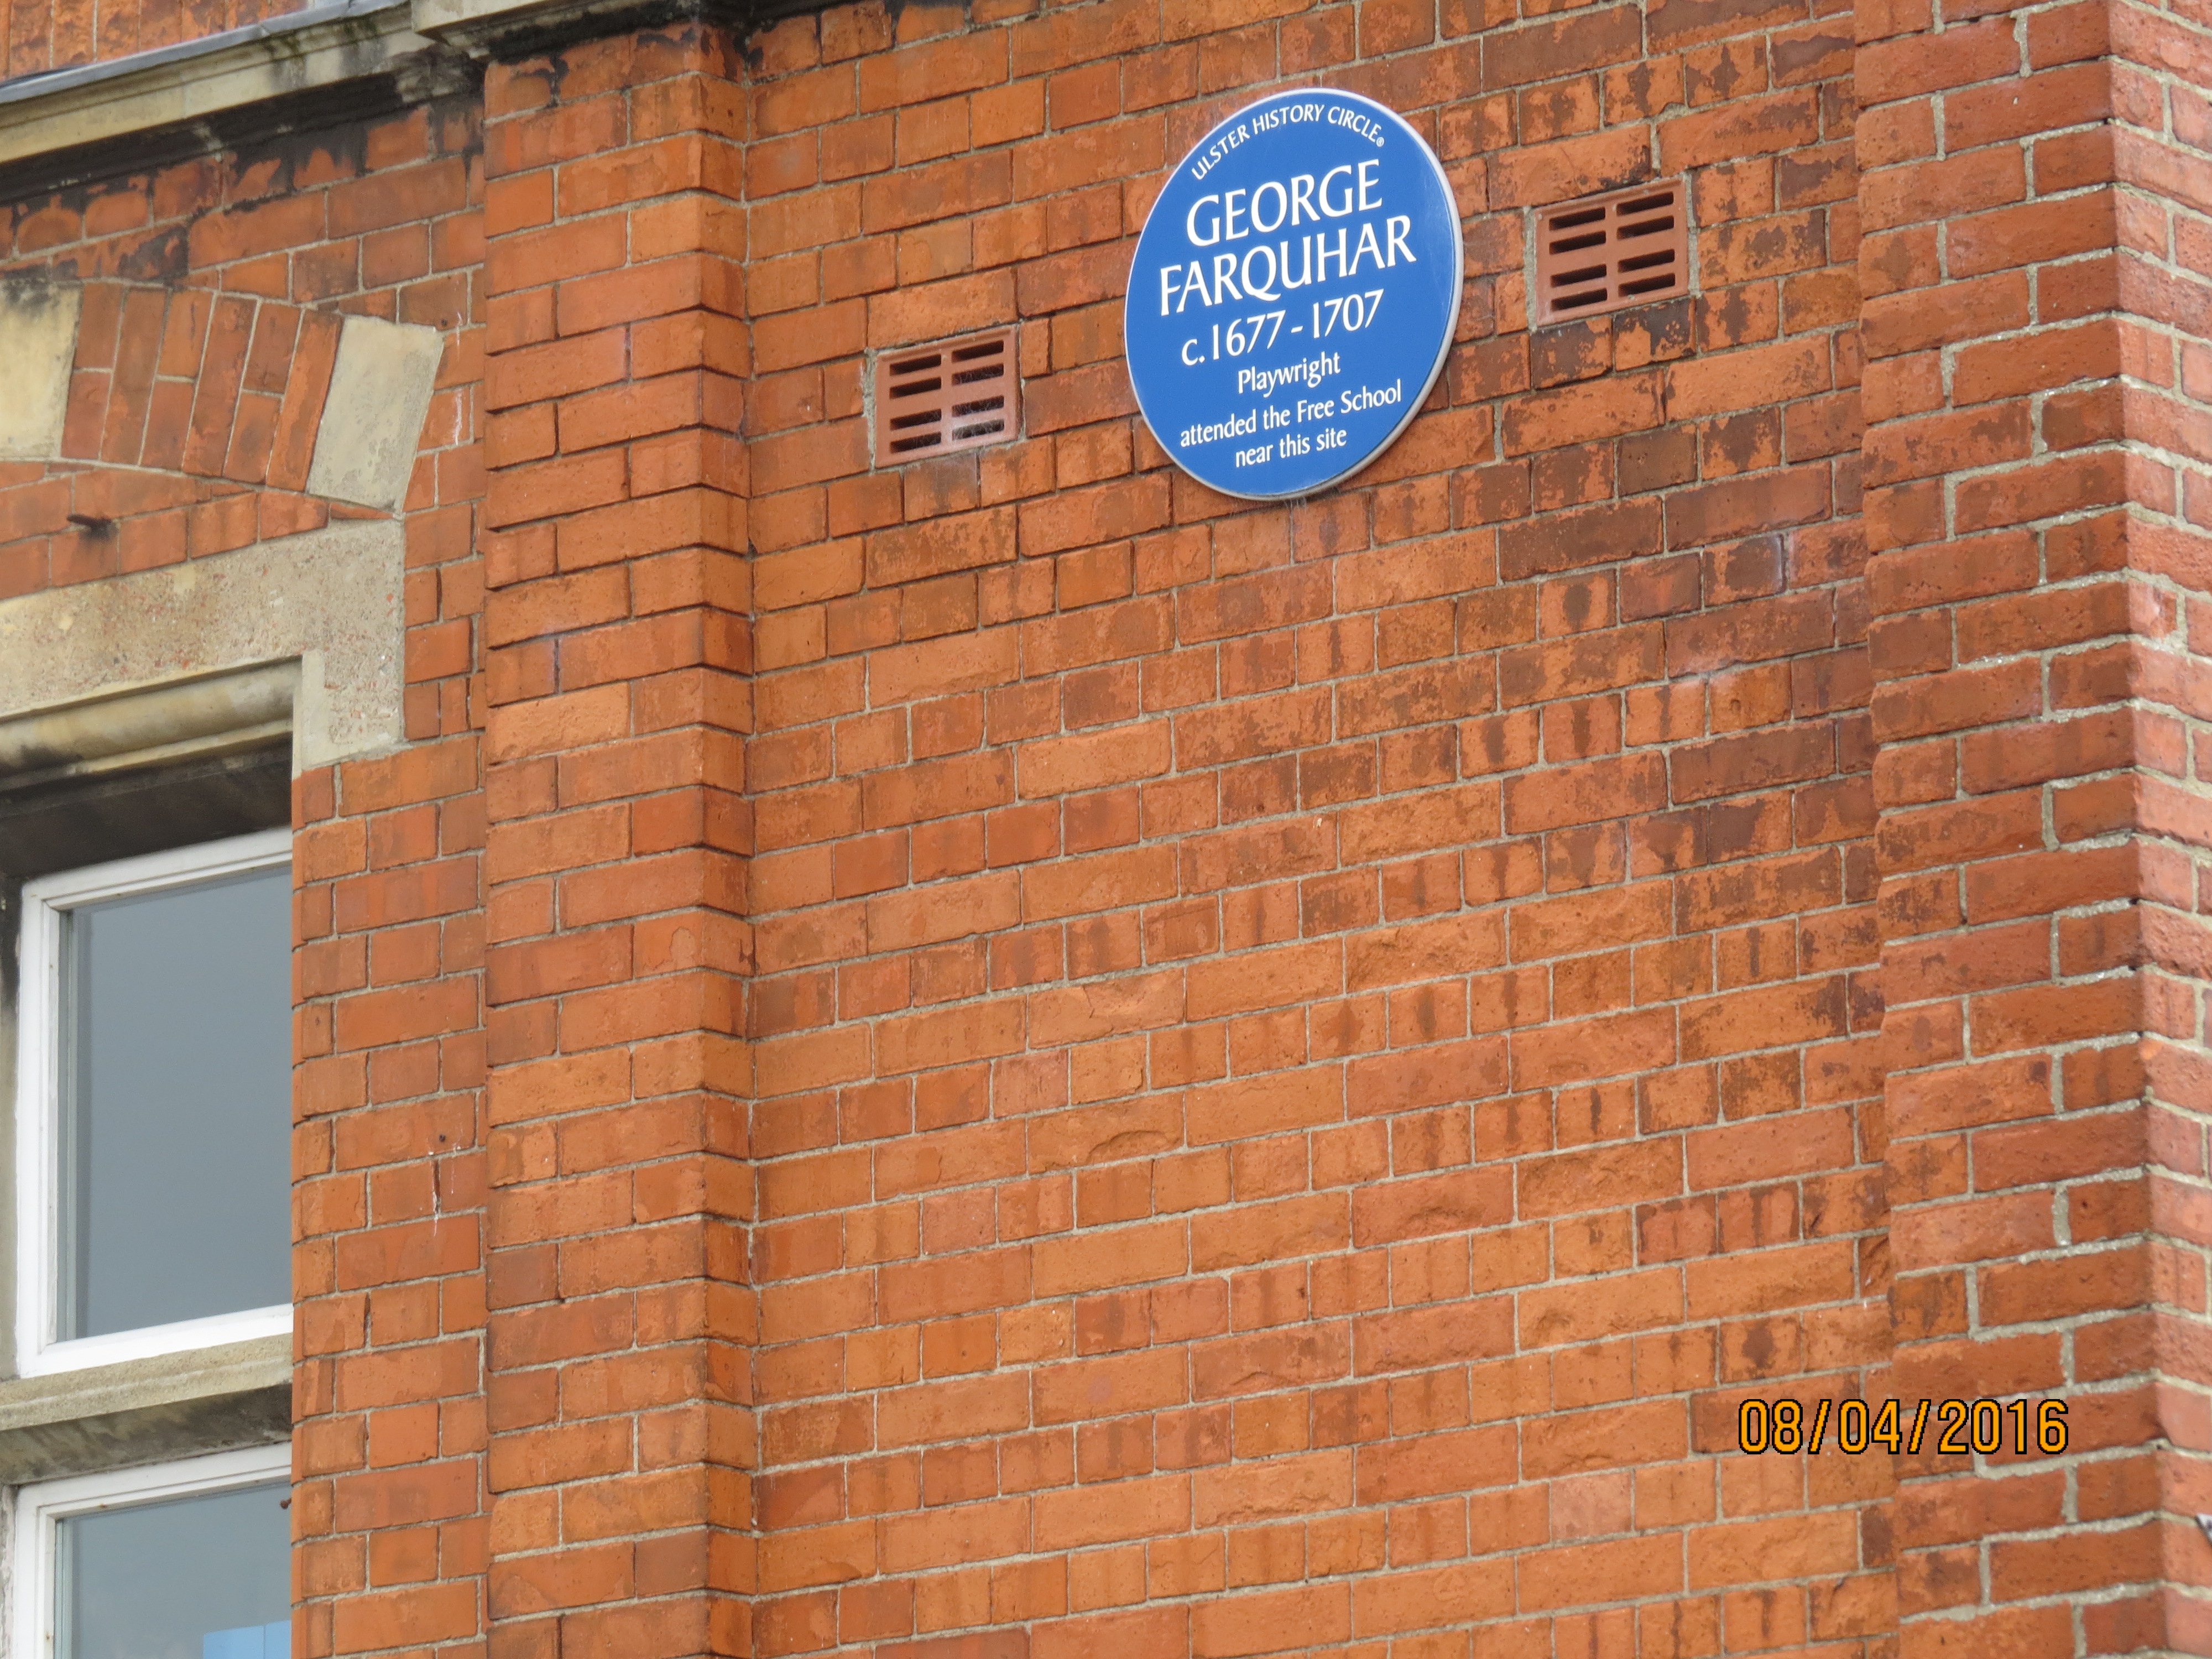 ULSTER HISTORY CIRCLE®
GEORGE
FARQUHAR
c.1677-1707
Playwright
attended the Free School
near this site
08/04/2016